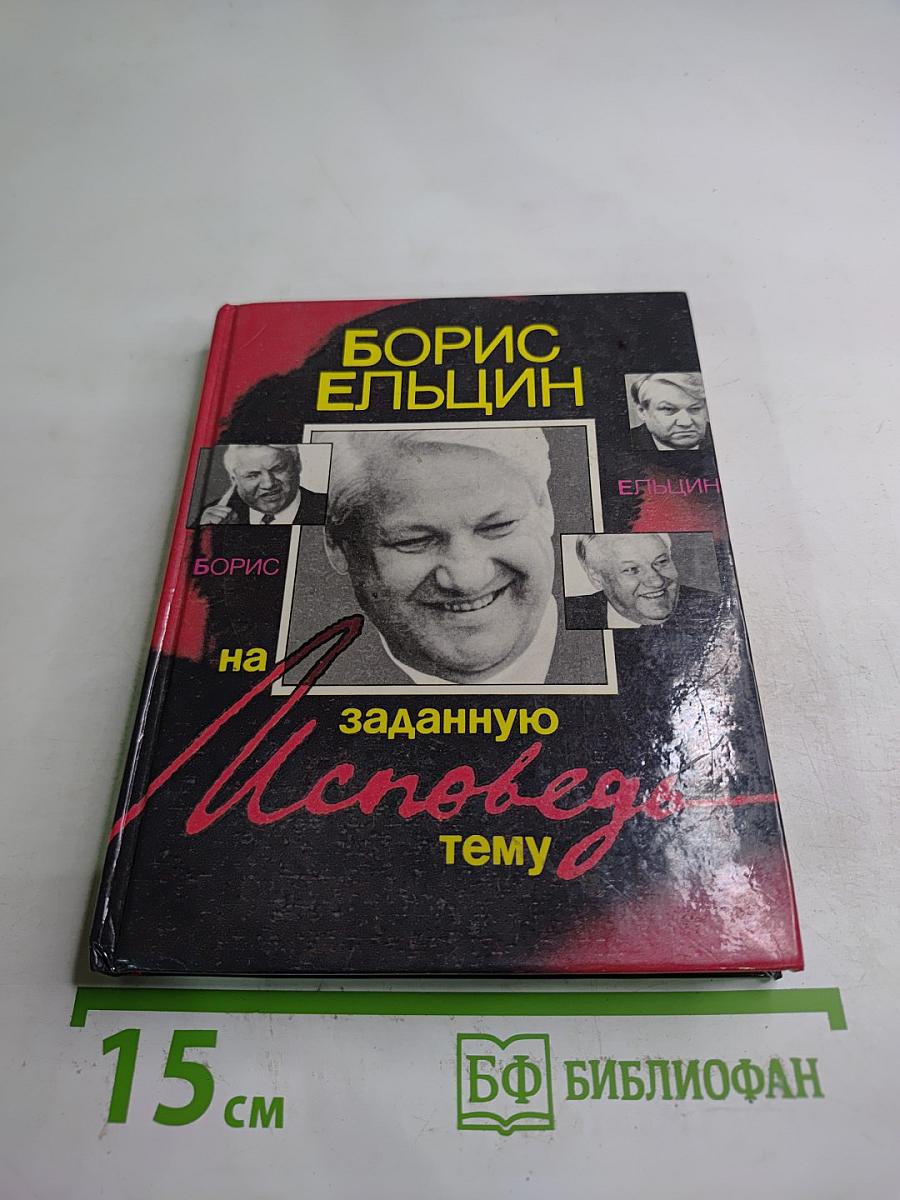 БОРИС
ЕЛЬЦИН
ЕЛЬЦИН
БОРИС
на
заданную
Исповедь
тему
15 см
БФ БИБЛИОФАН